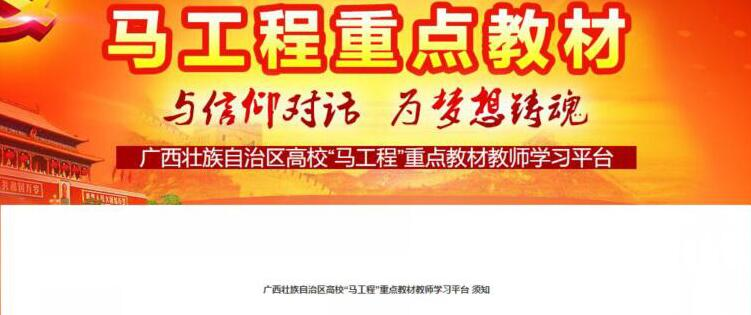 马工程重点教材
与信仰对话 为梦想铸魂
广西壮族自治区高校“马工程”重点教材教师学习平台
广西壮族自治区高校“马工程”重点教材教师学习平台 须知